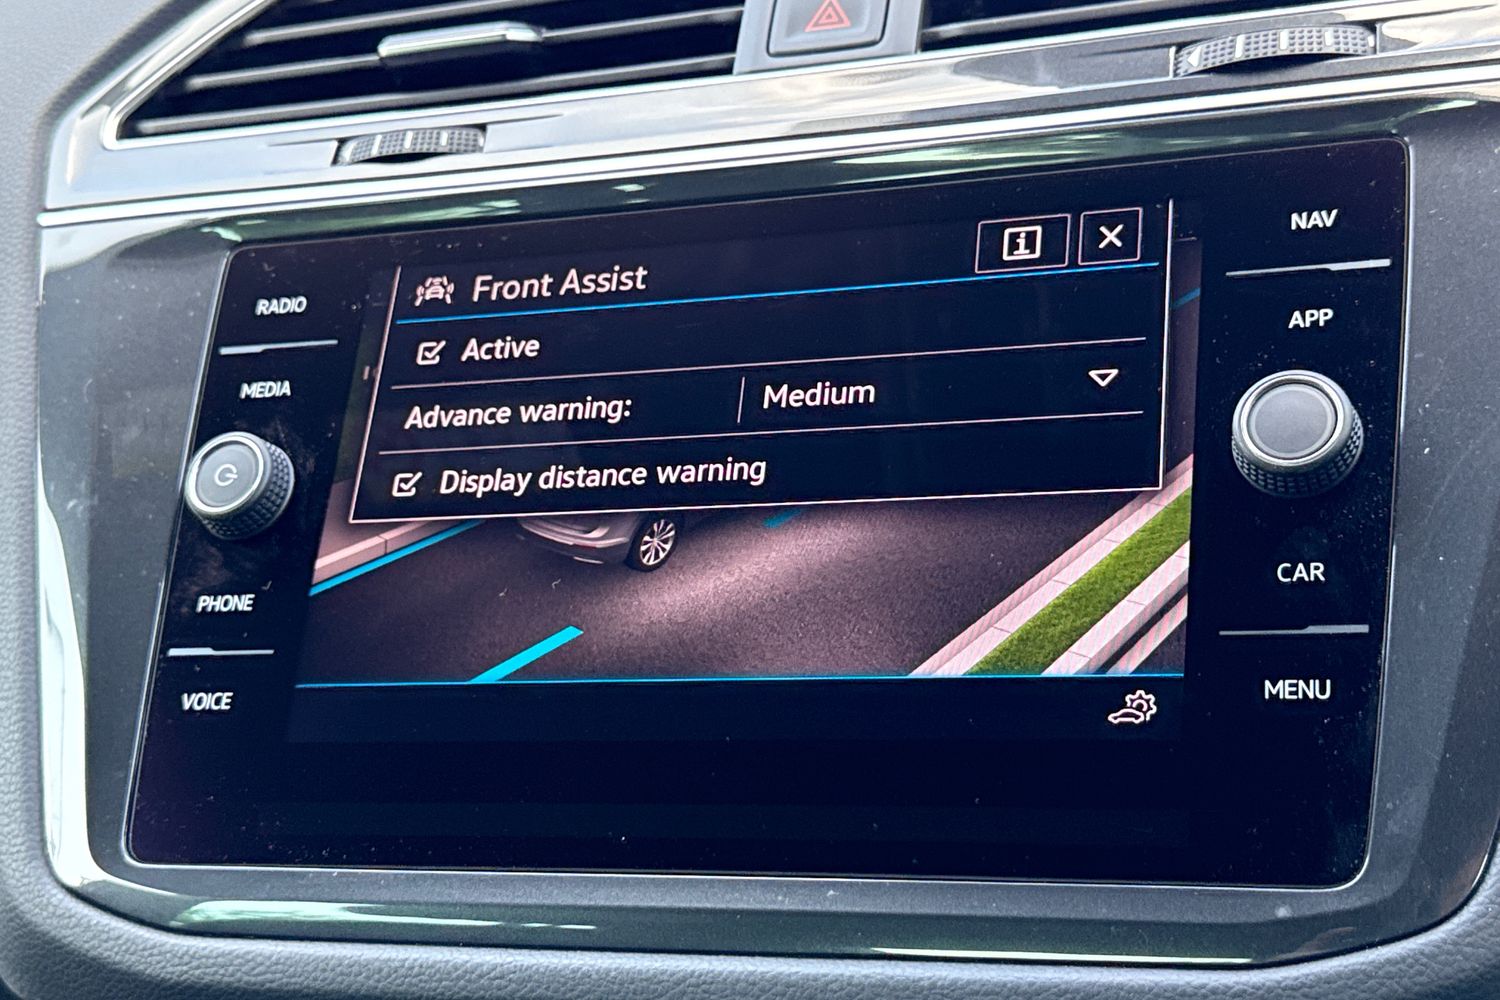 Front Assist
Active
Advance warning: Medium
Display distance warning
RADIO
MEDIA
PHONE
VOICE
NAV
APP
CAR
MENU